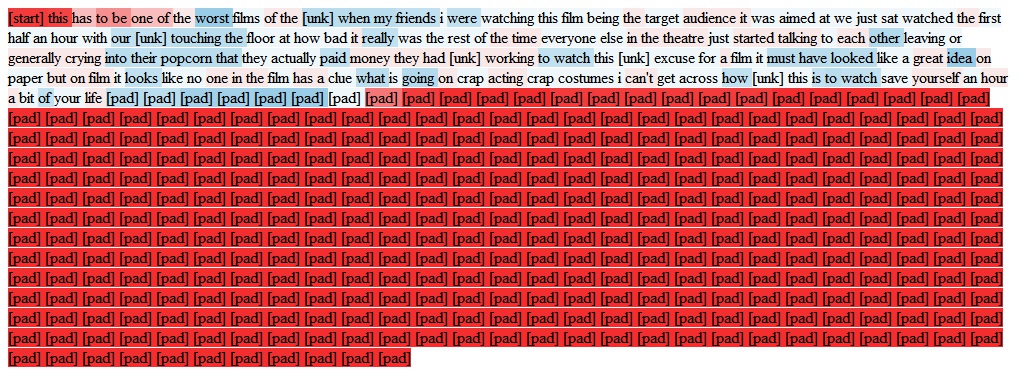 [start] this has to be one of the worst films of the [unk] when my friends i were watching this film being the target audience it was aimed at we just sat watched the first
half an hour with our [unk] touching the floor at how bad it really was the rest of the time everyone else in the theatre just started talking to each other leaving or
generally crying into their popcorn that they actually paid money they had [unk] working to watch this [unk] excuse for a film it must have looked like a great idea on
paper but on film it looks like no one in the film has a clue what is going on crap acting crap costumes i can't get across how [unk] this is to watch save yourself an hour
a bit of your life [pad] [pad] [pad] [pad] [pad] [pad] [pad] [pad] [pad] [pad] [pad] [pad] [pad] [pad] [pad] [pad] [pad] [pad] [pad] [pad] [pad] [pad] [pad] [pad]
[pad] [pad] [pad] [pad] [pad] [pad] [pad] [pad] [pad] [pad] [pad] [pad] [pad] [pad] [pad] [pad] [pad] [pad] [pad] [pad] [pad] [pad] [pad] [pad] [pad] [pad] [pad]
[pad] [pad] [pad] [pad] [pad] [pad] [pad] [pad] [pad] [pad] [pad] [pad] [pad] [pad] [pad] [pad] [pad] [pad] [pad] [pad] [pad] [pad] [pad] [pad] [pad] [pad] [pad]
[pad] [pad] [pad] [pad] [pad] [pad] [pad] [pad] [pad] [pad] [pad] [pad] [pad] [pad] [pad] [pad] [pad] [pad] [pad] [pad] [pad] [pad] [pad] [pad] [pad] [pad] [pad]
[pad] [pad] [pad] [pad] [pad] [pad] [pad] [pad] [pad] [pad] [pad] [pad] [pad] [pad] [pad] [pad] [pad] [pad] [pad] [pad] [pad] [pad] [pad] [pad] [pad] [pad] [pad]
[pad] [pad] [pad] [pad] [pad] [pad] [pad] [pad] [pad] [pad] [pad] [pad] [pad] [pad] [pad] [pad] [pad] [pad] [pad] [pad] [pad] [pad] [pad] [pad] [pad] [pad] [pad]
[pad] [pad] [pad] [pad] [pad] [pad] [pad] [pad] [pad] [pad] [pad] [pad] [pad] [pad] [pad] [pad] [pad] [pad] [pad] [pad] [pad] [pad] [pad] [pad] [pad] [pad] [pad]
[pad] [pad] [pad] [pad] [pad] [pad] [pad] [pad] [pad] [pad] [pad] [pad] [pad] [pad] [pad] [pad] [pad] [pad] [pad] [pad] [pad] [pad] [pad] [pad] [pad] [pad] [pad]
[pad] [pad] [pad] [pad] [pad] [pad] [pad] [pad] [pad] [pad] [pad] [pad] [pad] [pad] [pad] [pad] [pad] [pad] [pad] [pad] [pad] [pad] [pad] [pad] [pad] [pad] [pad]
[pad] [pad] [pad] [pad] [pad] [pad] [pad] [pad] [pad] [pad] [pad] [pad] [pad] [pad] [pad] [pad] [pad] [pad] [pad] [pad] [pad] [pad] [pad] [pad] [pad] [pad] [pad]
[pad] [pad] [pad] [pad] [pad] [pad] [pad] [pad] [pad] [pad] [pad] [pad] [pad] [pad] [pad] [pad] [pad] [pad] [pad] [pad] [pad] [pad] [pad] [pad] [pad] [pad] [pad]
[pad] [pad] [pad] [pad] [pad] [pad] [pad] [pad] [pad] [pad] [pad] [pad] [pad] [pad] [pad] [pad] [pad] [pad] [pad] [pad] [pad] [pad] [pad] [pad] [pad] [pad] [pad]
[pad] [pad] [pad] [pad] [pad] [pad] [pad] [pad] [pad] [pad] [pad] [pad] [pad] [pad] [pad] [pad] [pad] [pad] [pad] [pad] [pad] [pad] [pad] [pad] [pad] [pad] [pad]
[pad] [pad] [pad] [pad] [pad] [pad] [pad] [pad] [pad] [pad] [pad]